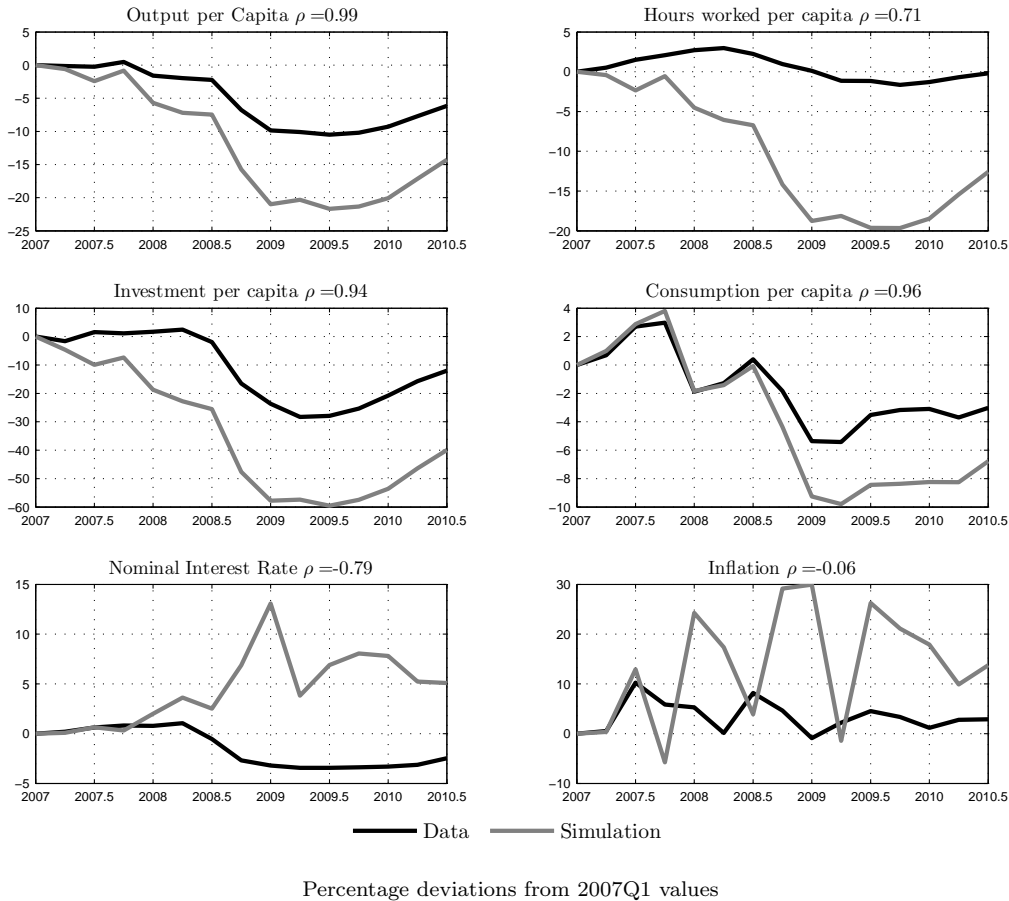 Output per Capita ρ =0.99
5
0
−5
−10
−15
−20
−25
2007 2007.5 2008 2008.5 2009 2009.5 2010 2010.5
Hours worked per capita ρ =0.71
5
0
−5
−10
−15
−20
2007 2007.5 2008 2008.5 2009 2009.5 2010 2010.5
Investment per capita ρ =0.94
10
0
−10
−20
−30
−40
−50
−60
2007 2007.5 2008 2008.5 2009 2009.5 2010 2010.5
Consumption per capita ρ =0.96
4
2
0
−2
−4
−6
−8
−10
2007 2007.5 2008 2008.5 2009 2009.5 2010 2010.5
Nominal Interest Rate ρ =-0.79
15
10
5
0
−5
2007 2007.5 2008 2008.5 2009 2009.5 2010 2010.5
Inflation ρ =-0.06
30
20
10
0
−10
2007 2007.5 2008 2008.5 2009 2009.5 2010 2010.5
Data Simulation
Percentage deviations from 2007Q1 values